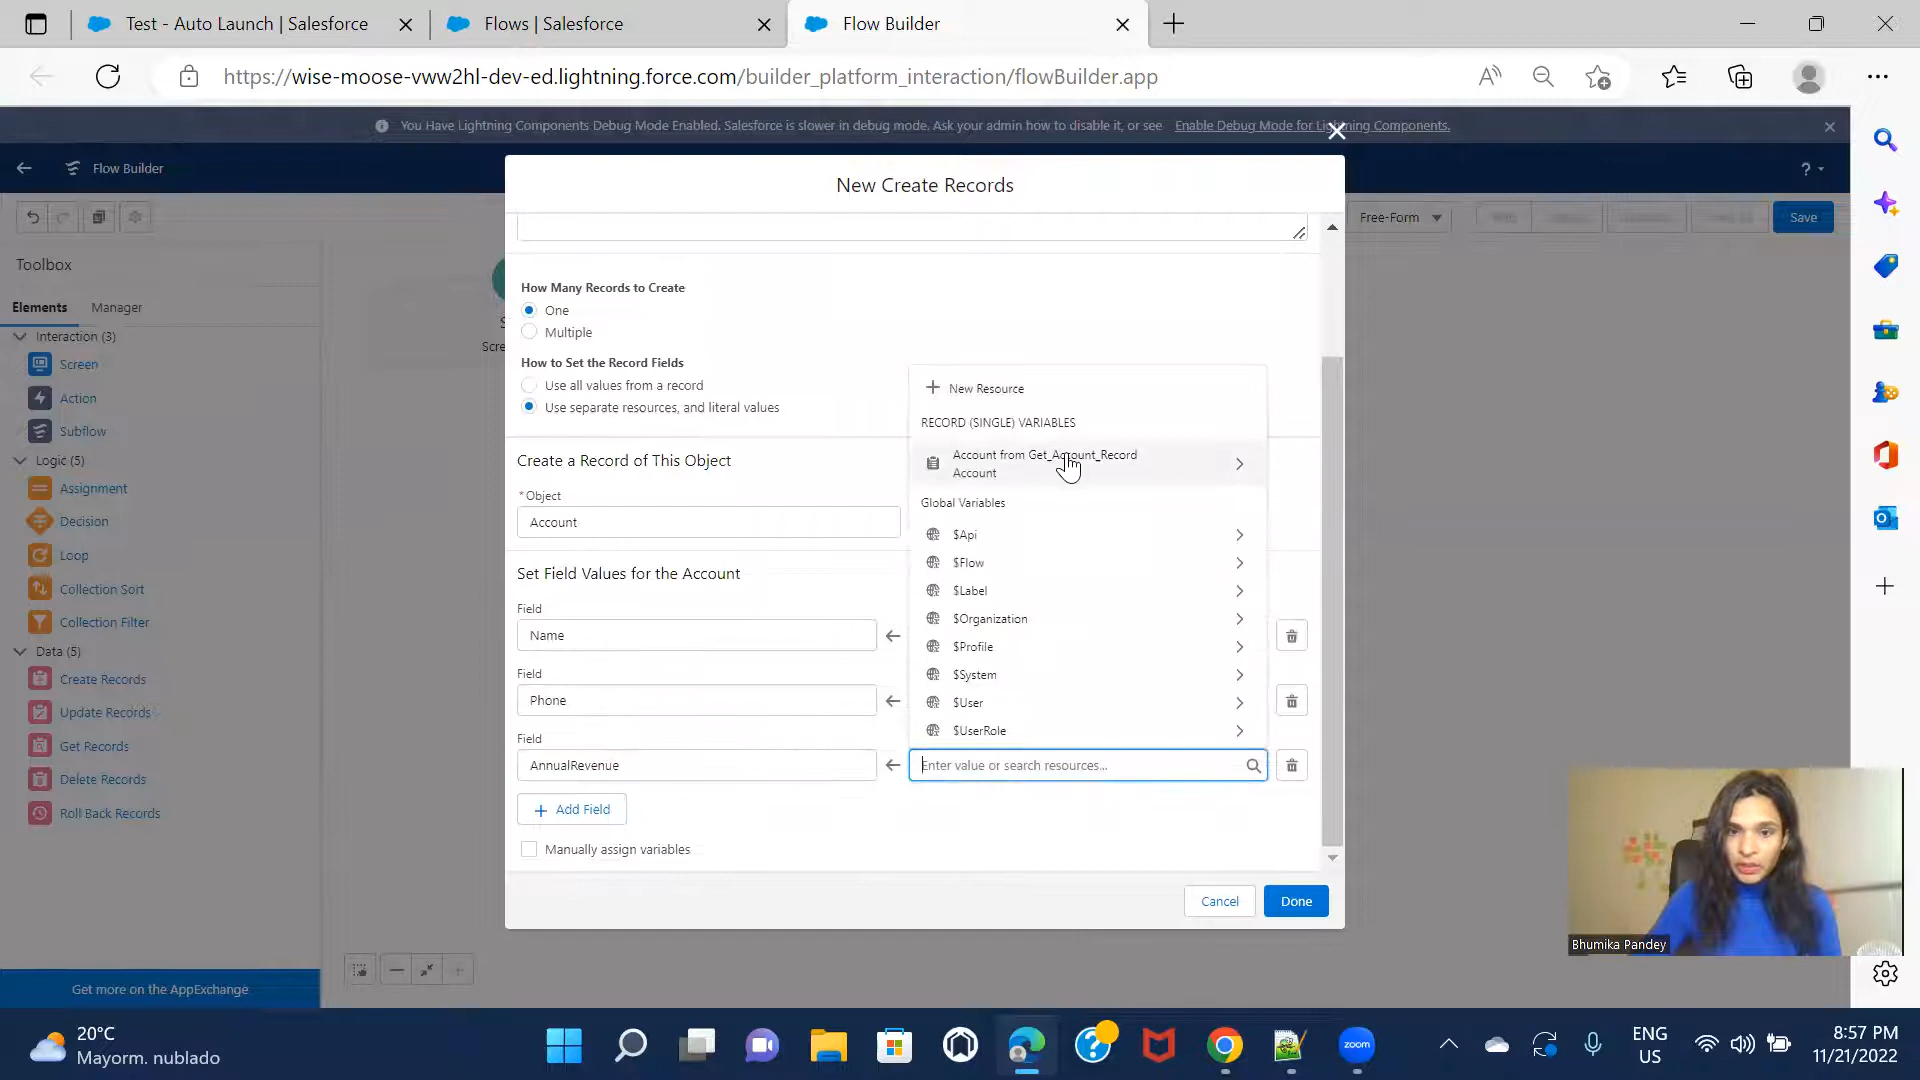 Test - Auto Launch | Salesforce
Flows | Salesforce
Flow Builder
https://wise-moose-vww2hl-dev-ed.lightning.force.com/builder_platform_interaction/flowBuilder.app
You Have Lightning Components Debug Mode Enabled. Salesforce is slower in debug mode. Ask your admin how to disable it, or see Enable Debug Mode for Lightning Components.
Flow Builder
?
New Create Records
Free-Form
Save
Toolbox
Elements
Manager
Interaction (3)
Screen
Action
Subflow
Logic (5)
Assignment
Decision
Loop
Collection Sort
Collection Filter
Data (5)
Create Records
Update Records
Get Records
Delete Records
Roll Back Records
Get more on the AppExchange
How Many Records to Create
One
Multiple
How to Set the Record Fields
Use all values from a record
Use separate resources, and literal values
Create a Record of This Object
*Object
Account
Set Field Values for the Account
Field
Name
Field
Phone
Field
AnnualRevenue
Add Field
Manually assign variables
New Resource
RECORD (SINGLE) VARIABLES
Account from Get_Account_Record
Account
Global Variables
$Api
$Flow
$Label
$Organization
$Profile
$System
$User
$UserRole
Enter value or search resources...
Cancel
Done
Bhumika Pandey
20°C
Mayorm. nublado
zoom
ENG
US
8:57 PM
11/21/2022